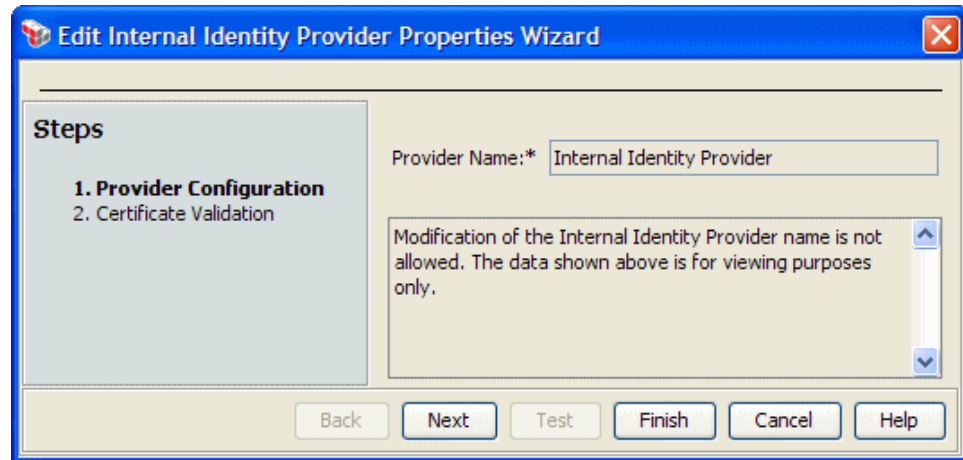 Edit Internal Identity Provider Properties Wizard
Steps
1. Provider Configuration
2. Certificate Validation
Provider Name:* Internal Identity Provider
Modification of the Internal Identity Provider name is not
allowed. The data shown above is for viewing purposes
only.
Back Next Test Finish Cancel Help